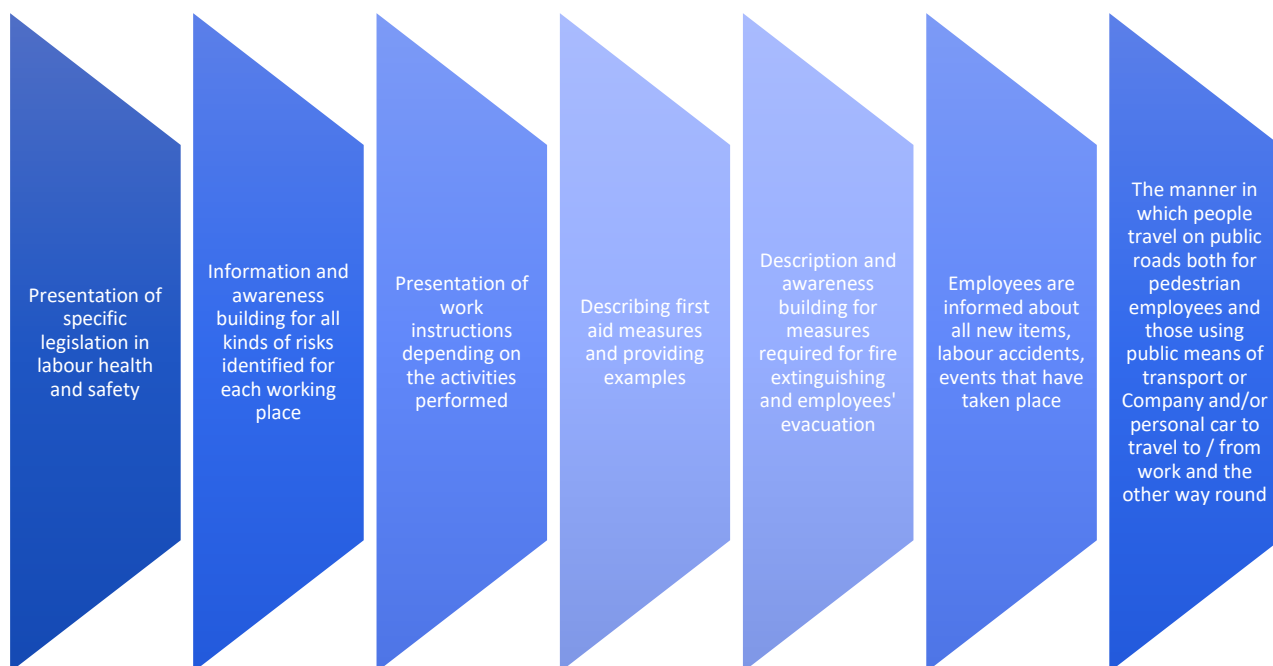 Presentation of
specific
legislation in
labour health
and safety
Information and
awareness
building for all
kinds of risks
identified for
each working
place
Presentation of
work
instructions
depending on
the activities
performed
Describing first
aid measures
and providing
examples
Description and
awareness
building for
measures
required for fire
extinguishing
and employees'
evacuation
Employees are
informed about
all new items,
labour accidents,
events that have
taken place
The manner in
which people
travel on public
roads both for
pedestrian
employees and
those using
public means of
transport or
Company and/or
personal car to
travel to / from
work and the
other way round